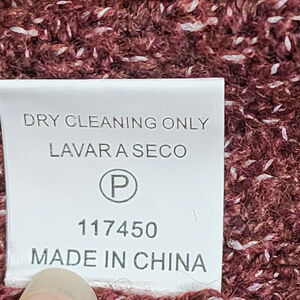 DRY CLEANING ONLY
LAVAR A SECO
P
117450
MADE IN CHINA